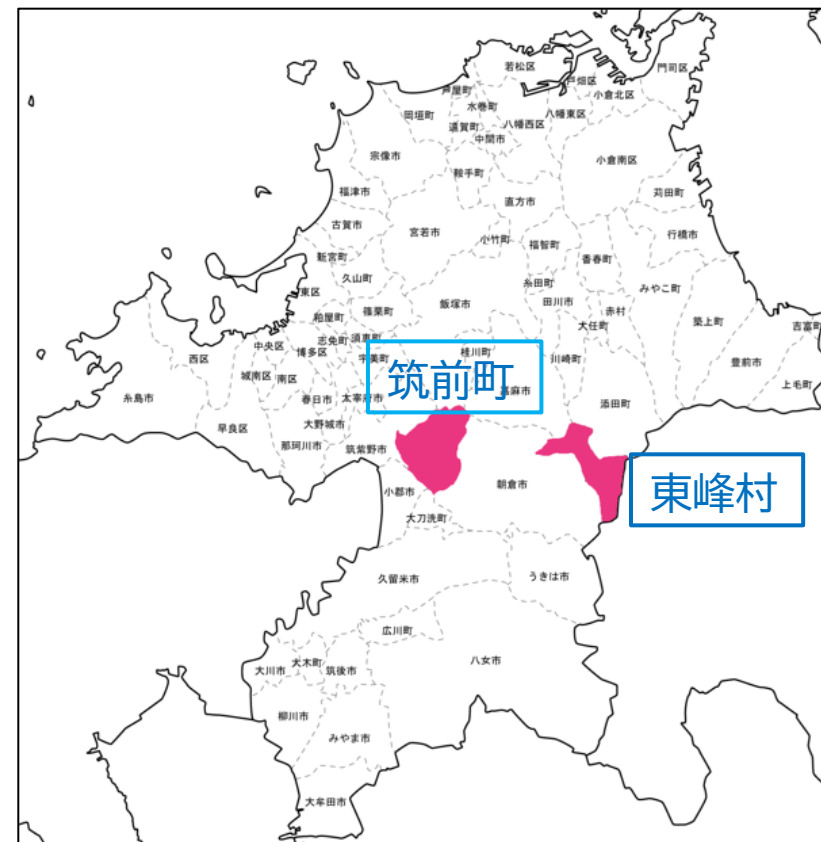 若松区
門司区
戸畑区
芦屋町
小倉北区
水巻町
岡垣町
八幡東区
遠賀町
八幡西区
中間市
宗像市
小倉南区
鞍手町
福津市
苅田町
直方市
古賀市
宮若市
行橋市
小竹町
福智町
新宮町
香春町
久山町
糸田町
みやこ町
東区
飯塚市
田川市
篠栗町
赤村
粕屋町
築上町
大任町
吉富町
志免町
須恵町
中央区
博多区
桂川町
西区
宇美町
川崎町
豊前市
城南区
南区
筑前町
上毛町
嘉麻市
糸島市
春日市
太宰府市
添田町
早良区
大野城市
那珂川市
筑紫野市
朝倉市
小郡市
東峰村
大刀洗町
久留米市
うきは市
広川町
八女市
大川市
大木町
筑後市
柳川市
みやま市
大牟田市